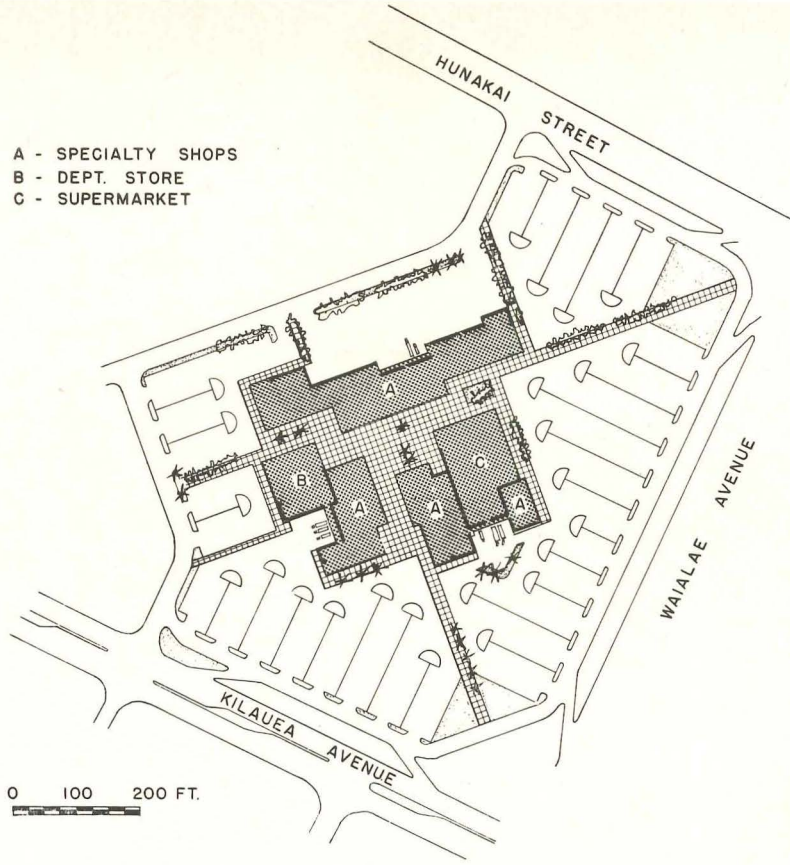 HUNAKAI STREET
A - SPECIALTY SHOPS
B - DEPT. STORE
C - SUPERMARKET
A
B
A
A
C
A
WAIALAE AVENUE
KILAUEA AVENUE
0 100 200 FT.